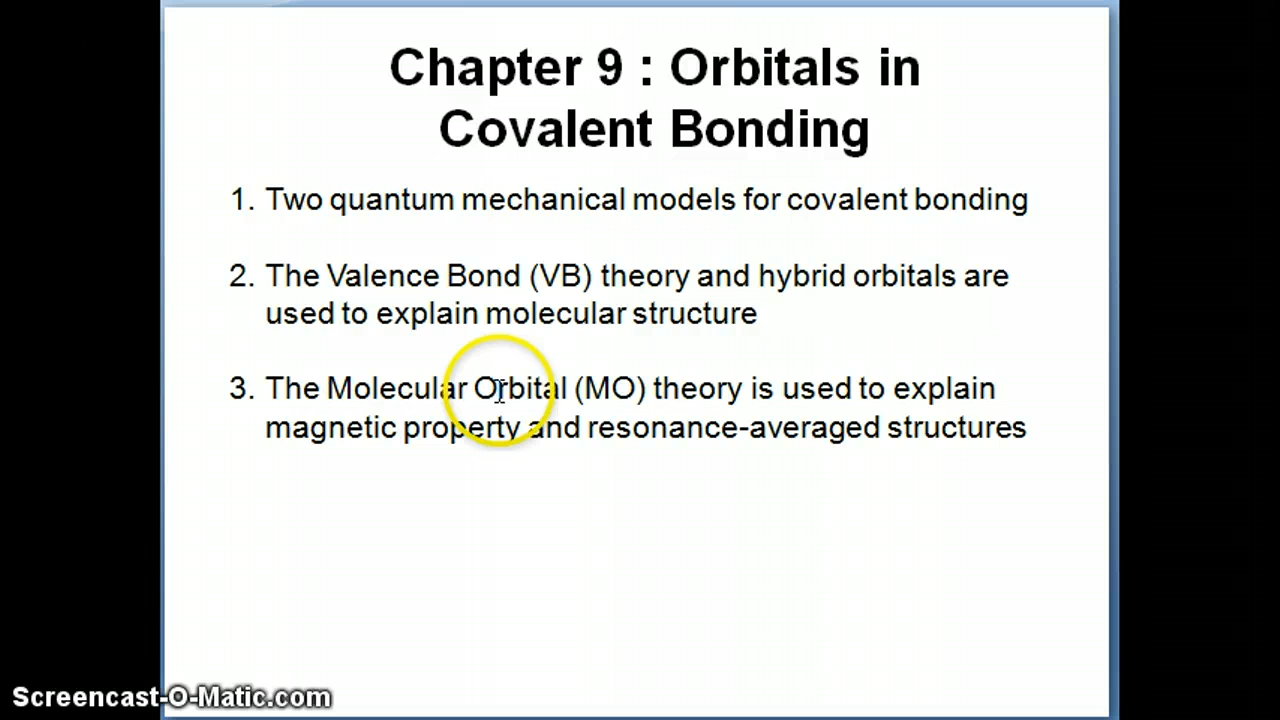 Chapter 9 : Orbitals in
Covalent Bonding
1. Two quantum mechanical models for covalent bonding
2. The Valence Bond (VB) theory and hybrid orbitals are
used to explain molecular structure
3. The Molecular Orbital (MO) theory is used to explain
magnetic property and resonance-averaged structures
Screencast-O-Matic.com